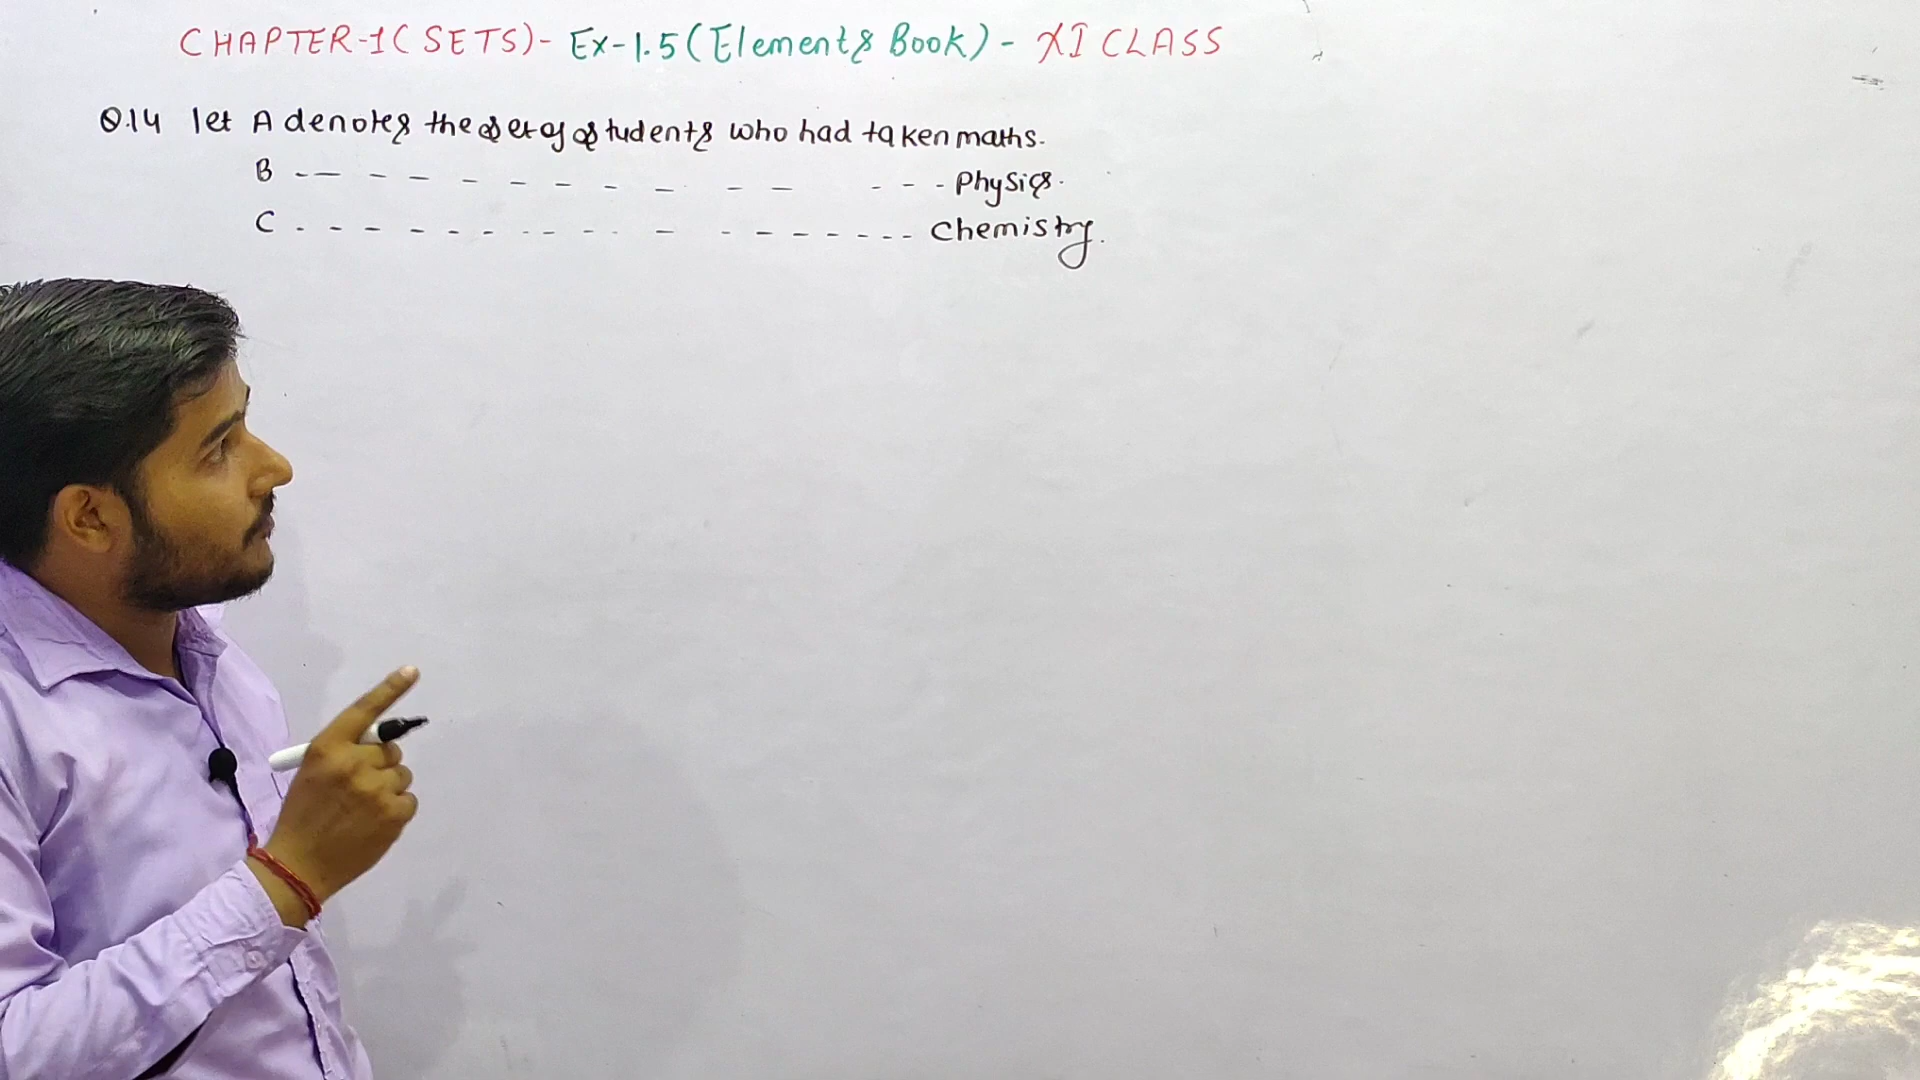 CHAPTER-1(SETS)- Ex-1.5(Elements Book) - XI CLASS
Q.14 let A denotes the set of students who had taken maths.
B - - - - - - - - - - - - - - Physics.
C - - - - - - - - - - - - - - - - - Chemistry.